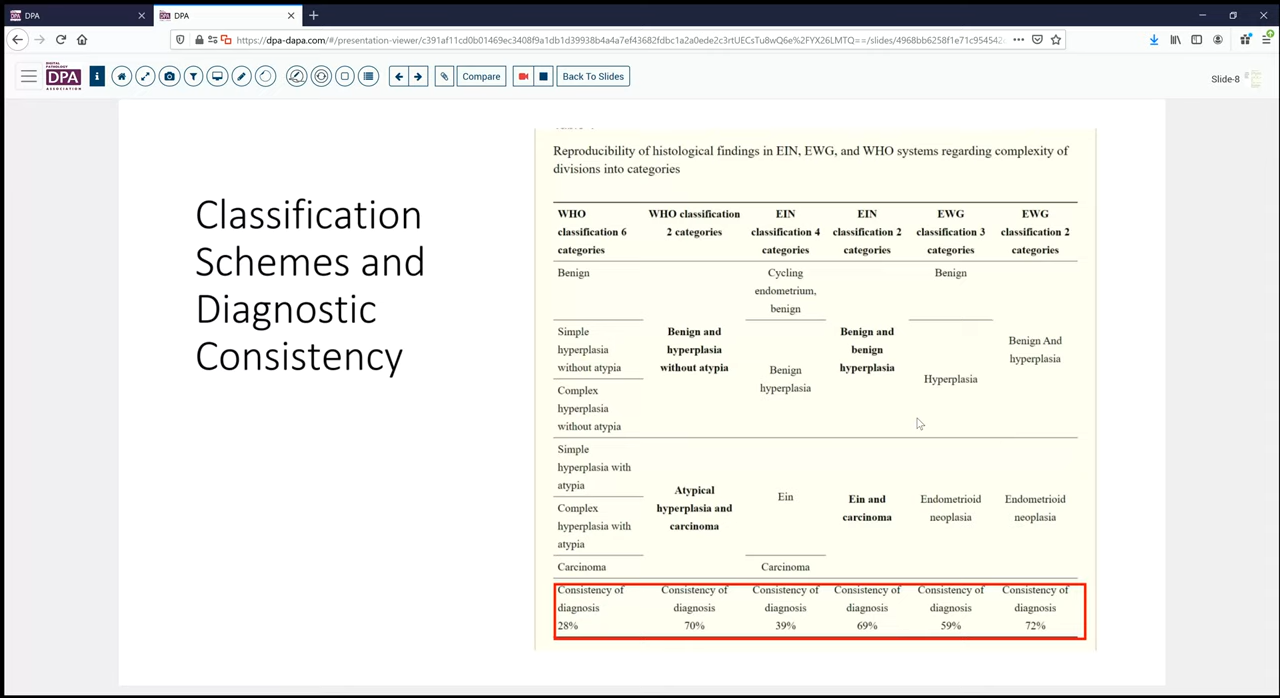 DPA
DPA
https://dpa-dapa.com/#/presentation-viewer/c391af11cd0b01469ec3408f9a1db1d39938b4a4a7ef43682fdbc1a2a0ede2c3rtUECsTu8wQ6e%2FYX26LMTQ==/slides/4968bb6258f1e71c954542
DIGITAL PATHOLOGY
DPA
ASSOCIATION
Compare
Back To Slides
Slide-8
Classification
Schemes and
Diagnostic
Consistency
Reproducibility of histological findings in EIN, EWG, and WHO systems regarding complexity of
divisions into categories
WHO classification 6 categories
WHO classification 2 categories
EIN classification 4 categories
EIN classification 2 categories
EWG classification 3 categories
EWG classification 2 categories
Benign
Cycling endometrium, benign
Benign
Simple hyperplasia without atypia
Benign and hyperplasia without atypia
Benign hyperplasia
Benign and benign hyperplasia
Hyperplasia
Benign And hyperplasia
Complex hyperplasia without atypia
Simple hyperplasia with atypia
Atypical hyperplasia and carcinoma
Ein
Ein and carcinoma
Endometrioid neoplasia
Endometrioid neoplasia
Complex hyperplasia with atypia
Carcinoma
Carcinoma
Consistency of diagnosis 28%
Consistency of diagnosis 70%
Consistency of diagnosis 39%
Consistency of diagnosis 69%
Consistency of diagnosis 59%
Consistency of diagnosis 72%